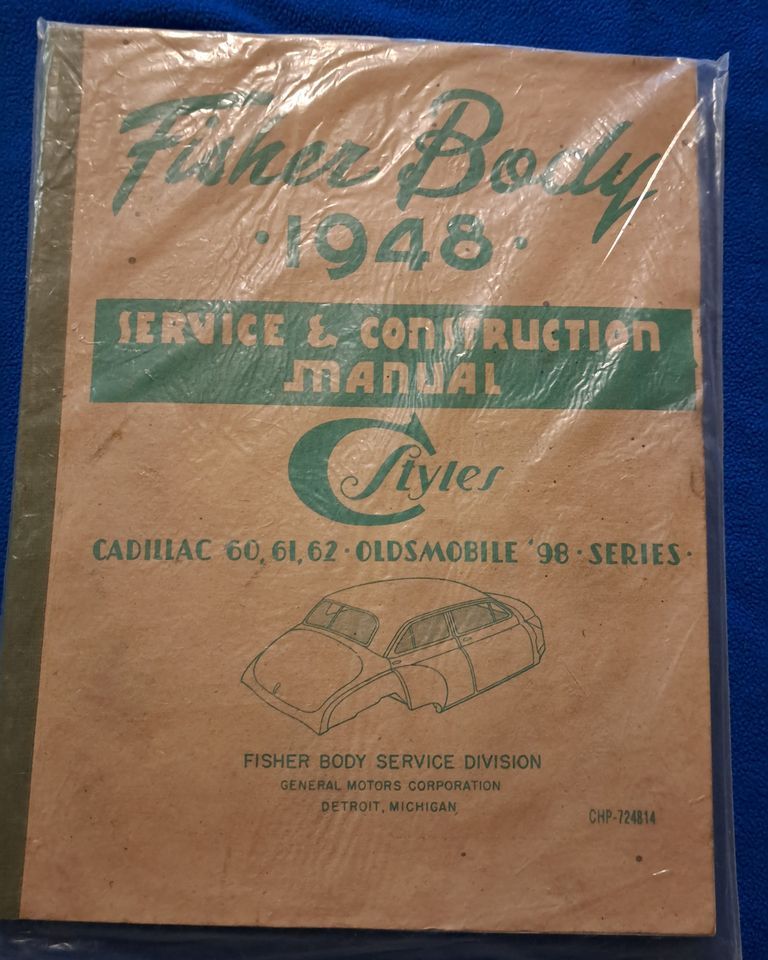 Fisher Body
·1948·
SERVICE & CONSTRUCTION
MANUAL
C Styles
CADILLAC 60, 61, 62 · OLDSMOBILE '98 · SERIES ·
FISHER BODY SERVICE DIVISION
GENERAL MOTORS CORPORATION
DETROIT, MICHIGAN
CHP-724814